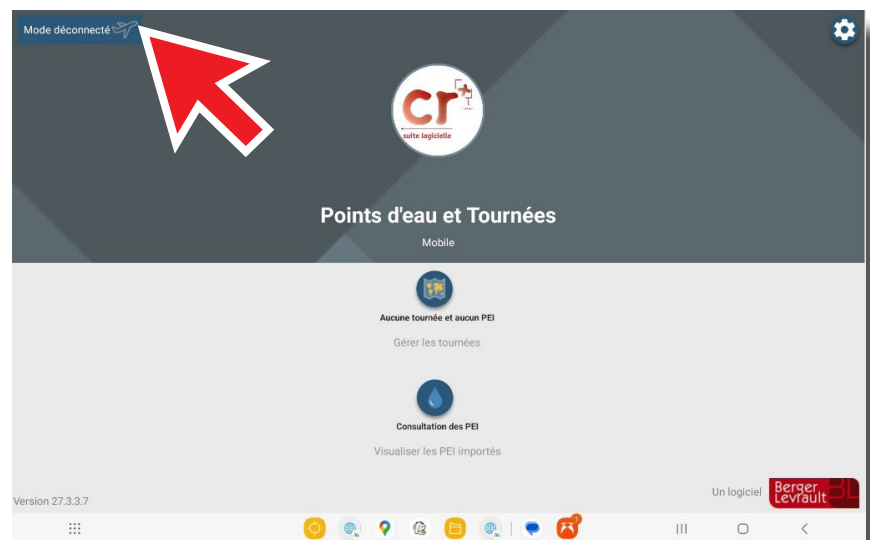 Mode déconnecté
cr+
suite logicielle
Points d'eau et Tournées
Mobile
Aucune tournée et aucun PEI
Gérer les tournées
Consultation des PEI
Visualiser les PEI importés
Version 27.3.3.7
Un logiciel
Berger
Levrault
BL
1